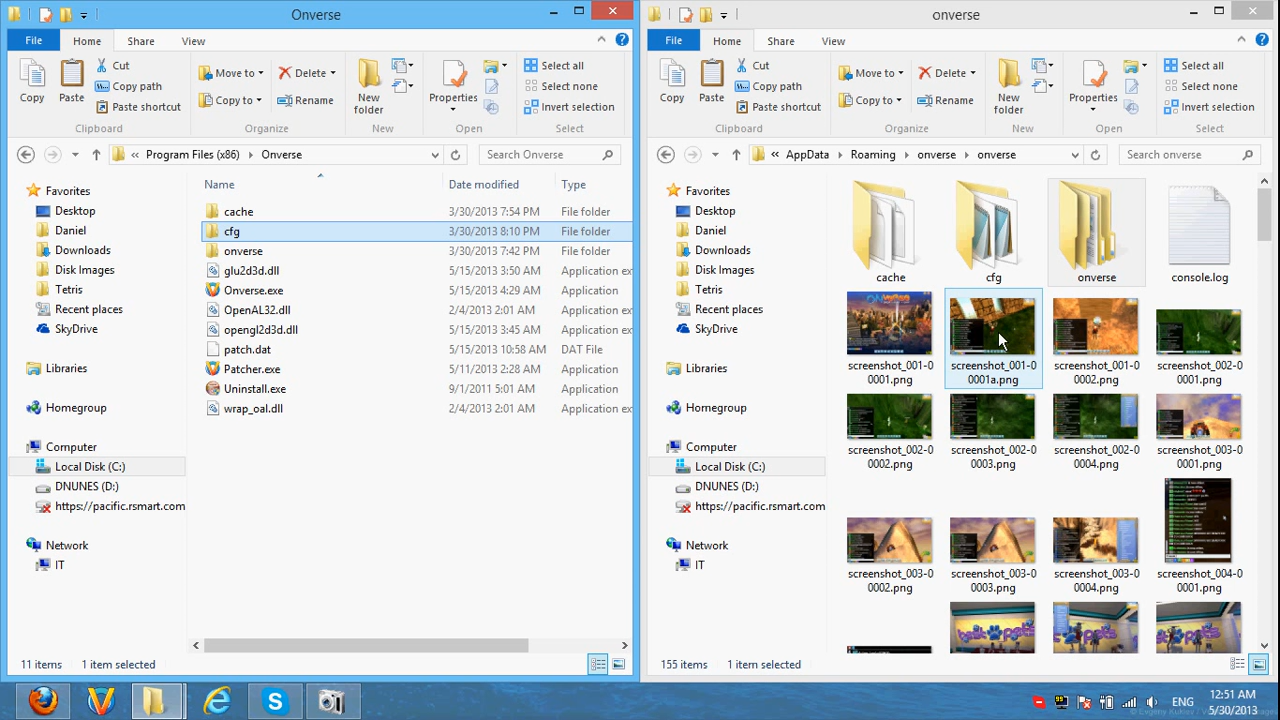 Onverse
File
Home
Share
View
Copy
Paste
Cut
Copy path
Paste shortcut
Clipboard
Move to
Copy to
Delete
Rename
Organize
New folder
New
Properties
Open
Select all
Select none
Invert selection
Select
« Program Files (x86) Onverse
Search Onverse
Favorites
Desktop
Daniel
Downloads
Disk Images
Tetris
Recent places
SkyDrive
Libraries
Homegroup
Computer
Local Disk (C:)
DNUNES (D:)
https://pacific.rsmart.com
Network
IT
Name Date modified Type
cache 3/30/2013 7:54 PM File folder
cfg 3/30/2013 8:10 PM File folder
onverse 3/30/2013 7:42 PM File folder
glu2d3d.dll 5/15/2013 3:50 AM Application ex
Onverse.exe 5/15/2013 4:29 AM Application
OpenAL32.dll 2/4/2013 2:01 AM Application ex
opengl2d3d.dll 5/15/2013 3:45 AM Application ex
patch.dat 5/15/2013 10:58 AM DAT File
Patcher.exe 5/11/2013 2:28 AM Application
Uninstall.exe 9/1/2011 5:01 AM Application
wrap_oal.dll 2/4/2013 2:01 AM Application ex
11 items 1 item selected
onverse
File
Home
Share
View
Copy
Paste
Cut
Copy path
Paste shortcut
Clipboard
Move to
Copy to
Delete
Rename
Organize
New folder
New
Properties
Open
Select all
Select none
Invert selection
Select
« AppData Roaming onverse onverse
Search onverse
Favorites
Desktop
Daniel
Downloads
Disk Images
Tetris
Recent places
SkyDrive
Libraries
Homegroup
Computer
Local Disk (C:)
DNUNES (D:)
https://pacific.rsmart.com
Network
IT
cache
cfg
onverse
console.log
screenshot_001-0
0001.png
screenshot_001-0
0001a.png
screenshot_001-0
0002.png
screenshot_002-0
0001.png
screenshot_002-0
0002.png
screenshot_002-0
0003.png
screenshot_002-0
0004.png
screenshot_003-0
0001.png
screenshot_003-0
0002.png
screenshot_003-0
0003.png
screenshot_003-0
0004.png
screenshot_004-0
0001.png
155 items 1 item selected
ENG
12:51 AM
5/30/2013